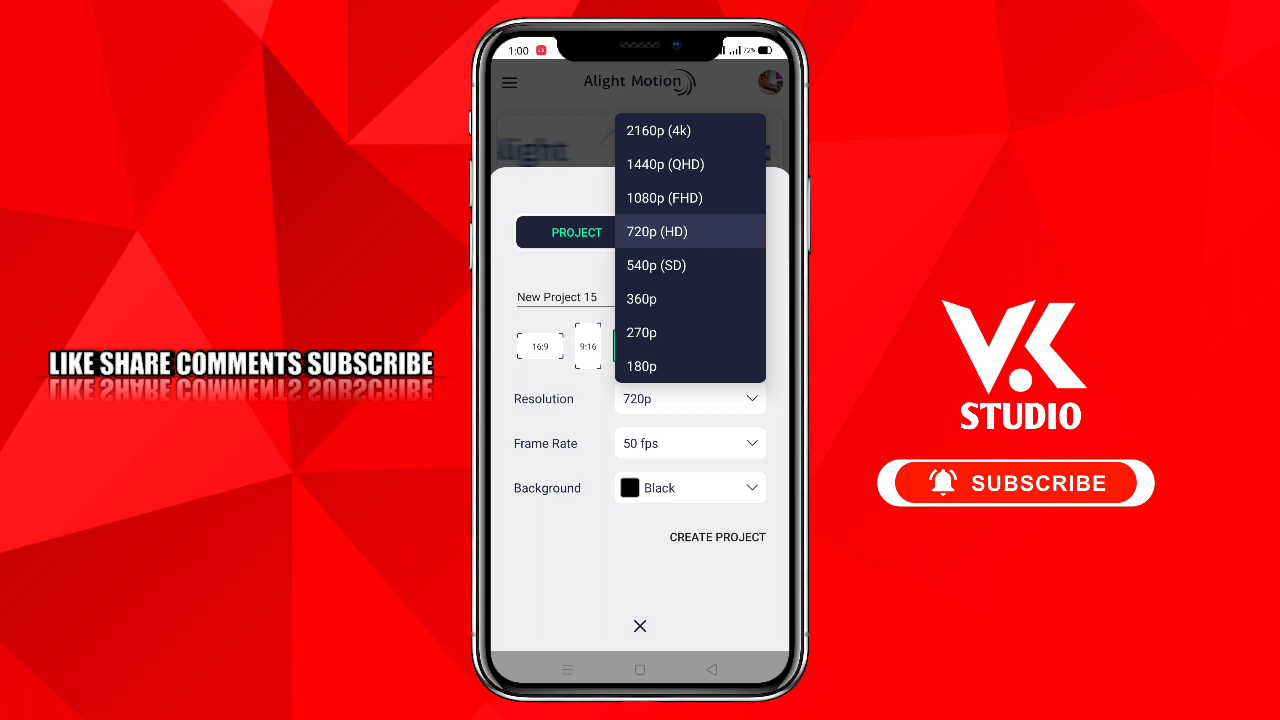 1:00
72%
Alight Motion
Alight
2160p (4k)
1440p (QHD)
1080p (FHD)
720p (HD)
540p (SD)
360p
270p
180p
PROJECT
New Project 15
16:9
9:16
Resolution
720p
Frame Rate
50 fps
Background
Black
CREATE PROJECT
LIKE SHARE COMMENTS SUBSCRIBE
VK
STUDIO
SUBSCRIBE